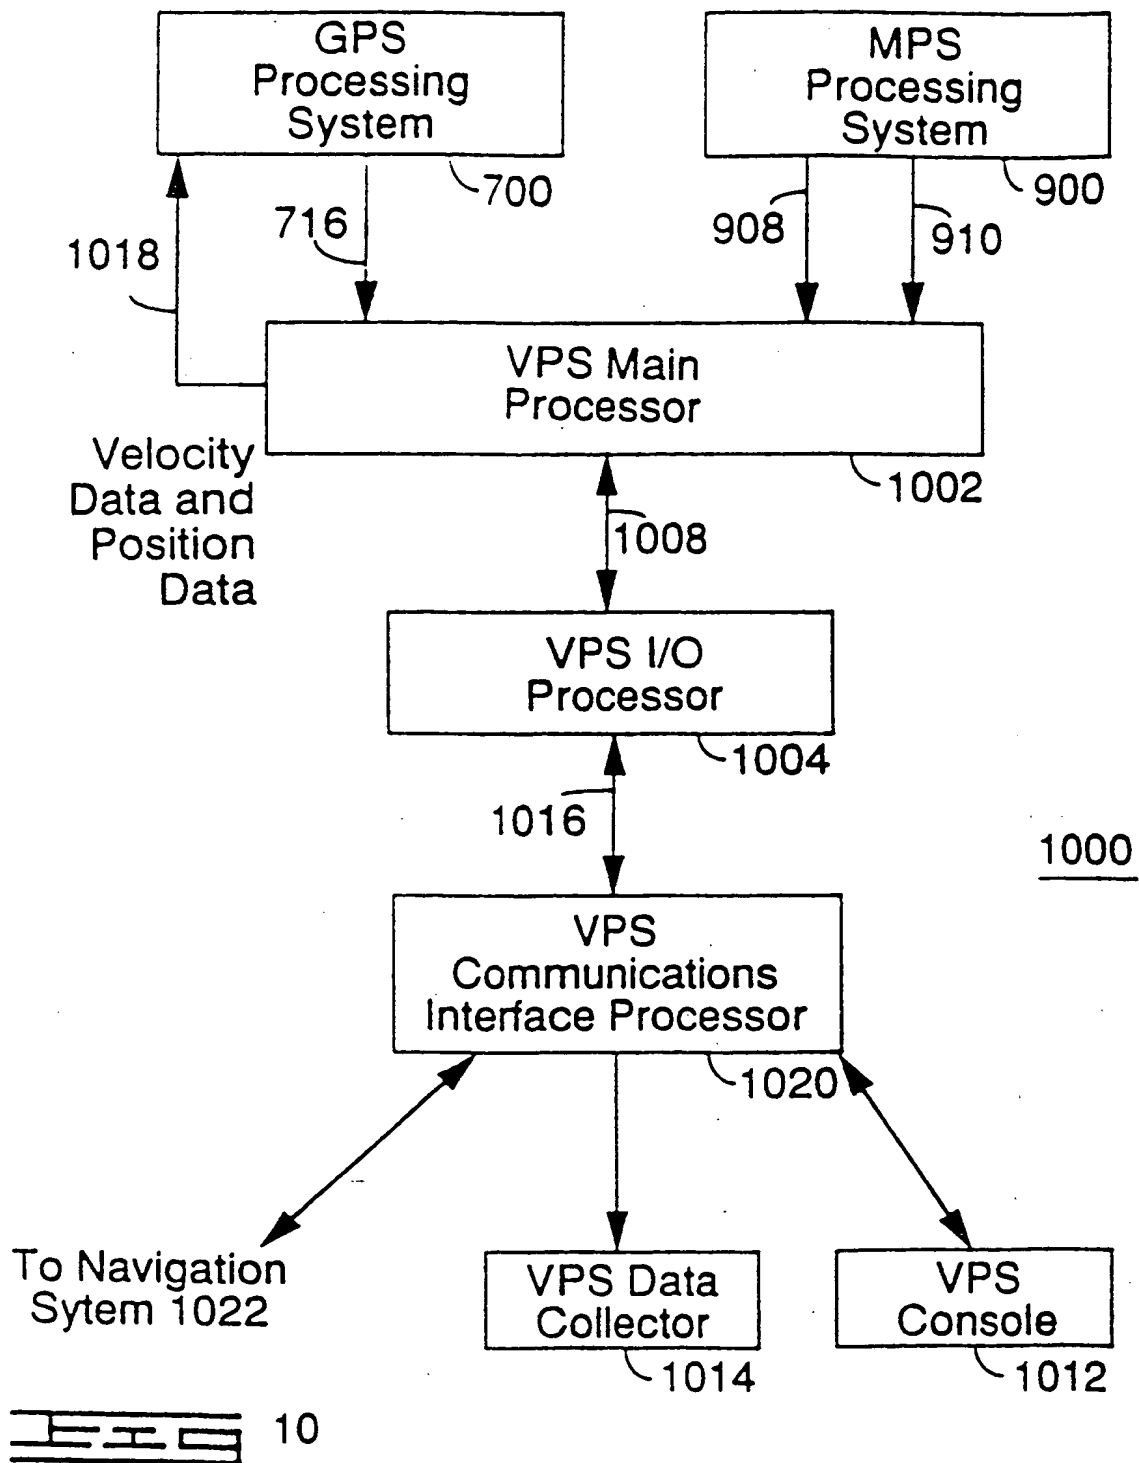 GPS
Processing
System
MPS
Processing
System
700
900
716
908
910
1018
VPS Main
Processor
Velocity
Data and
Position
Data
1002
1008
VPS I/O
Processor
1004
1016
1000
VPS
Communications
Interface Processor
1020
To Navigation
Sytem 1022
VPS Data
Collector
VPS
Console
1014
1012
10